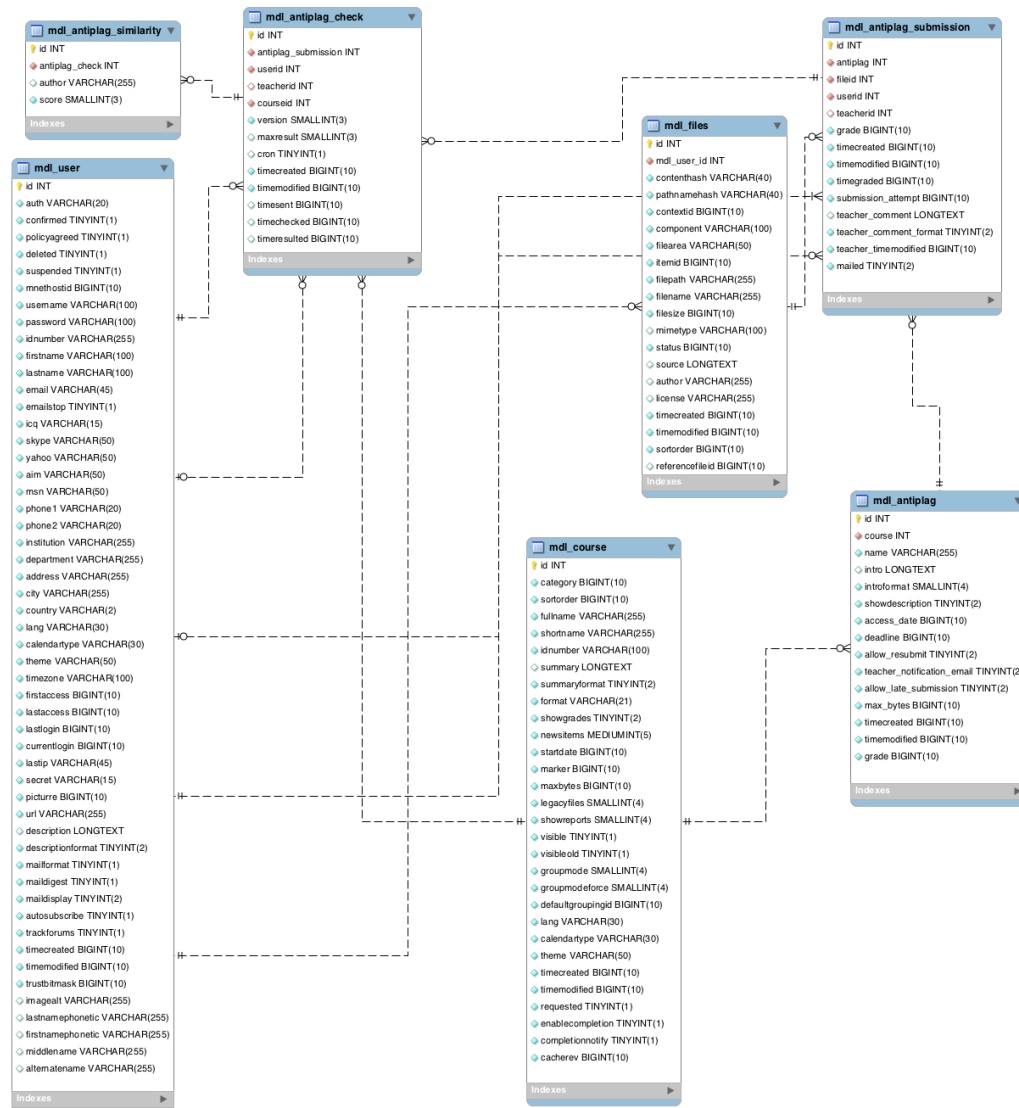 mdl_antiplag_similarity
id INT
antiplag_check INT
author VARCHAR(255)
score SMALLINT(3)
Indexes
mdl_antiplag_check
id INT
antiplag_submission INT
userid INT
teacherid INT
courseid INT
version SMALLINT(3)
maxresult SMALLINT(3)
cron TINYINT(1)
timecreated BIGINT(10)
timemodified BIGINT(10)
timesent BIGINT(10)
timechecked BIGINT(10)
timeresulted BIGINT(10)
Indexes
mdl_antiplag_submission
id INT
antiplag INT
fileid INT
userid INT
teacherid INT
grade BIGINT(10)
timecreated BIGINT(10)
timemodified BIGINT(10)
timegraded BIGINT(10)
submission_attempt BIGINT(10)
teacher_comment LONGTEXT
teacher_comment_format TINYINT(2)
teacher_timemodified BIGINT(10)
mailed TINYINT(2)
Indexes
mdl_files
id INT
mdl_user_id INT
contenthash VARCHAR(40)
pathnamehash VARCHAR(40)
contextid BIGINT(10)
component VARCHAR(100)
filearea VARCHAR(50)
itemid BIGINT(10)
filepath VARCHAR(255)
filename VARCHAR(255)
filesize BIGINT(10)
mimetype VARCHAR(100)
status BIGINT(10)
source LONGTEXT
author VARCHAR(255)
license VARCHAR(255)
timecreated BIGINT(10)
timemodified BIGINT(10)
sortorder BIGINT(10)
referencefileid BIGINT(10)
Indexes
mdl_user
id INT
auth VARCHAR(20)
confirmed TINYINT(1)
policyagreed TINYINT(1)
deleted TINYINT(1)
suspended TINYINT(1)
mnethostid BIGINT(10)
username VARCHAR(100)
password VARCHAR(100)
idnumber VARCHAR(255)
firstname VARCHAR(100)
lastname VARCHAR(100)
email VARCHAR(45)
emailstop TINYINT(1)
icq VARCHAR(15)
skype VARCHAR(50)
yahoo VARCHAR(50)
aim VARCHAR(50)
msn VARCHAR(50)
phone1 VARCHAR(20)
phone2 VARCHAR(20)
institution VARCHAR(255)
department VARCHAR(255)
address VARCHAR(255)
city VARCHAR(255)
country VARCHAR(2)
lang VARCHAR(30)
calendartype VARCHAR(30)
theme VARCHAR(50)
timezone VARCHAR(100)
firstaccess BIGINT(10)
lastaccess BIGINT(10)
lastlogin BIGINT(10)
currentlogin BIGINT(10)
lastip VARCHAR(45)
secret VARCHAR(15)
picturre BIGINT(10)
url VARCHAR(255)
description LONGTEXT
descriptionformat TINYINT(2)
mailformat TINYINT(1)
maildigest TINYINT(1)
maildisplay TINYINT(2)
autosubscribe TINYINT(1)
trackforums TINYINT(1)
timecreated BIGINT(10)
timemodified BIGINT(10)
trustbitmask BIGINT(10)
imagealt VARCHAR(255)
lastnamephonetic VARCHAR(255)
firstnamephonetic VARCHAR(255)
middlename VARCHAR(255)
alternatename VARCHAR(255)
Indexes
mdl_course
id INT
category BIGINT(10)
sortorder BIGINT(10)
fullname VARCHAR(255)
shortname VARCHAR(255)
idnumber VARCHAR(100)
summary LONGTEXT
summaryformat TINYINT(2)
format VARCHAR(21)
showgrades TINYINT(2)
newsitems MEDIUMINT(5)
startdate BIGINT(10)
marker BIGINT(10)
maxbytes BIGINT(10)
legacyfiles SMALLINT(4)
showreports SMALLINT(4)
visible TINYINT(1)
visibleold TINYINT(1)
groupmode SMALLINT(4)
groupmodeforce SMALLINT(4)
defaultgroupingid BIGINT(10)
lang VARCHAR(30)
calendartype VARCHAR(30)
theme VARCHAR(50)
timecreated BIGINT(10)
timemodified BIGINT(10)
requested TINYINT(1)
enablecompletion TINYINT(1)
completionnotify TINYINT(1)
cacherev BIGINT(10)
Indexes
mdl_antiplag
id INT
course INT
name VARCHAR(255)
intro LONGTEXT
introformat SMALLINT(4)
showdescription TINYINT(2)
access_date BIGINT(10)
deadline BIGINT(10)
allow_resubmit TINYINT(2)
teacher_notification_email TINYINT(2
allow_late_submission TINYINT(2)
max_bytes BIGINT(10)
timecreated BIGINT(10)
timemodified BIGINT(10)
grade BIGINT(10)
Indexes